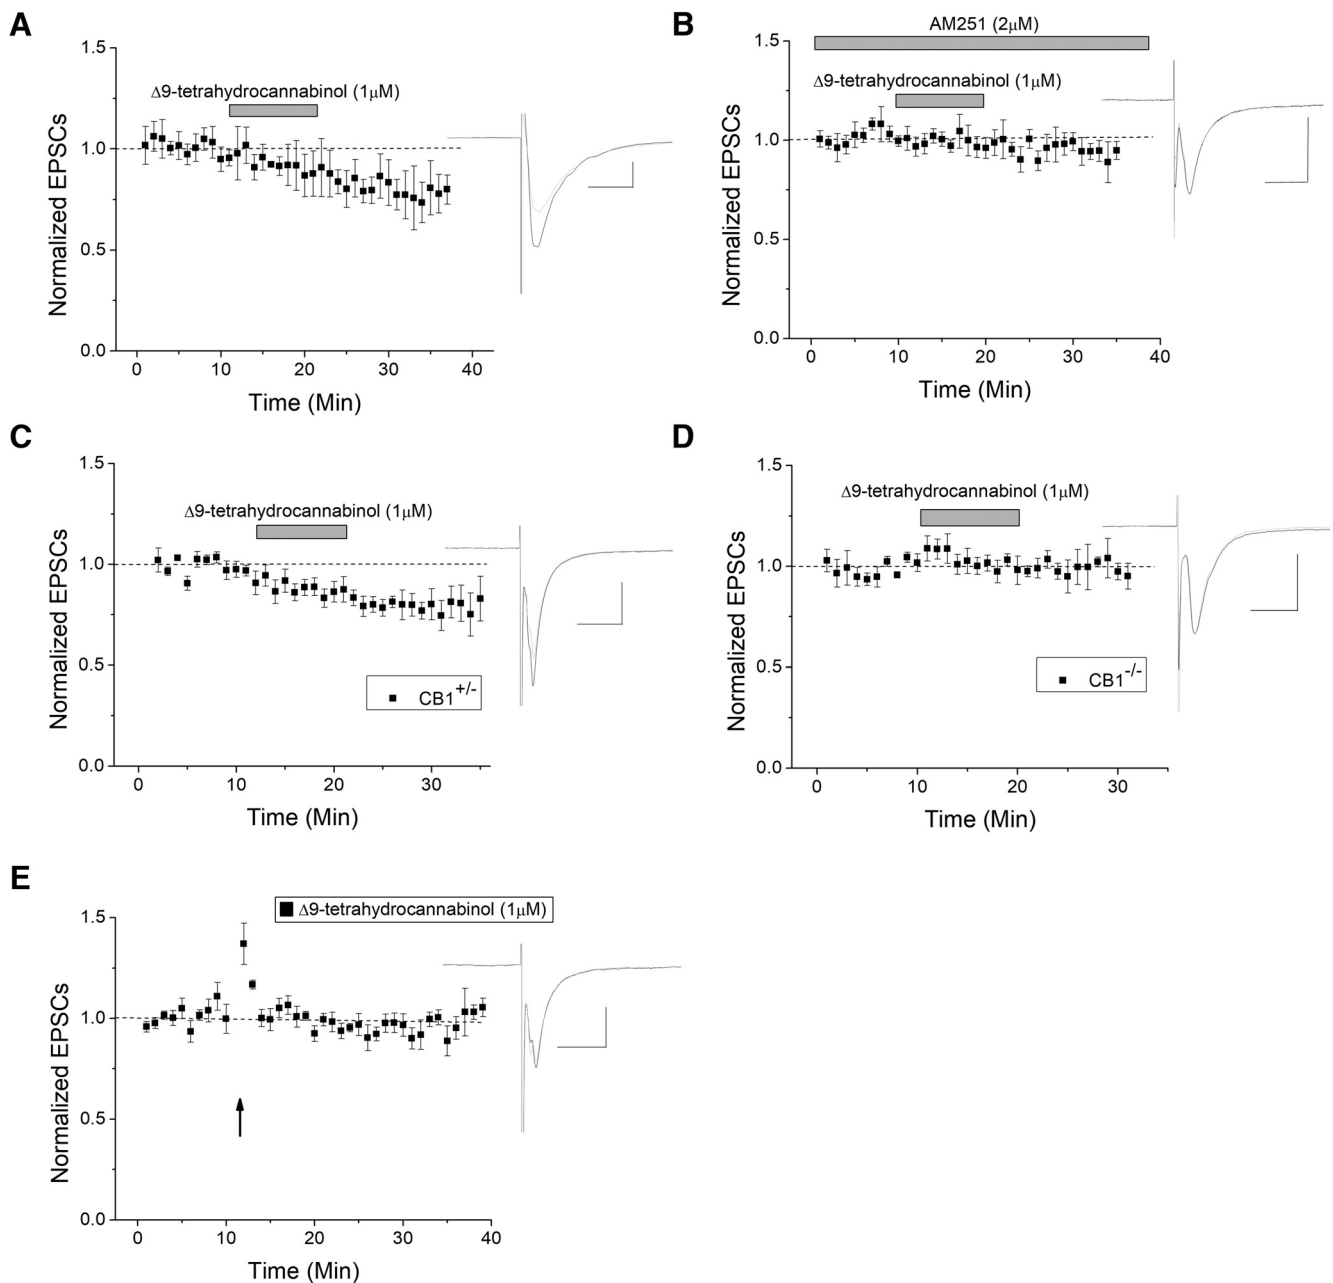 A
1.5
1.0
0.5
0.0
Normalized EPSCs
Δ9-tetrahydrocannabinol (1μM)
0
10
20
30
40
Time (Min)
B
AM251 (2μM)
1.5
1.0
0.5
0.0
Normalized EPSCs
Δ9-tetrahydrocannabinol (1μM)
0
10
20
30
40
Time (Min)
C
1.5
1.0
0.5
0.0
Normalized EPSCs
Δ9-tetrahydrocannabinol (1μM)
CB1+/-
0
10
20
30
Time (Min)
D
1.5
1.0
0.5
0.0
Normalized EPSCs
Δ9-tetrahydrocannabinol (1μM)
CB1-/-
0
10
20
30
Time (Min)
E
1.5
1.0
0.5
0.0
Normalized EPSCs
Δ9-tetrahydrocannabinol (1μM)
0
10
20
30
40
Time (Min)